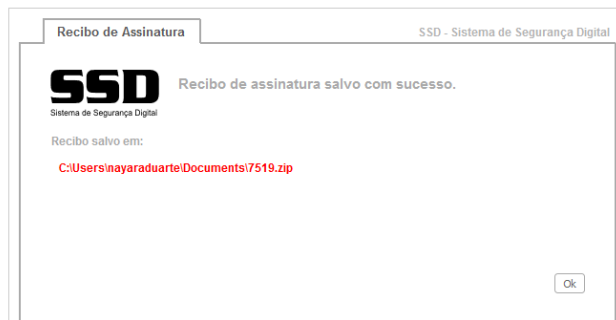 Recibo de Assinatura
SSD - Sistema de Segurança Digital
SSD
Recibo de assinatura salvo com sucesso.
Sistema de Segurança Digital
Recibo salvo em:
C:\Users\nayaraduarte\Documents\7519.zip
Ok